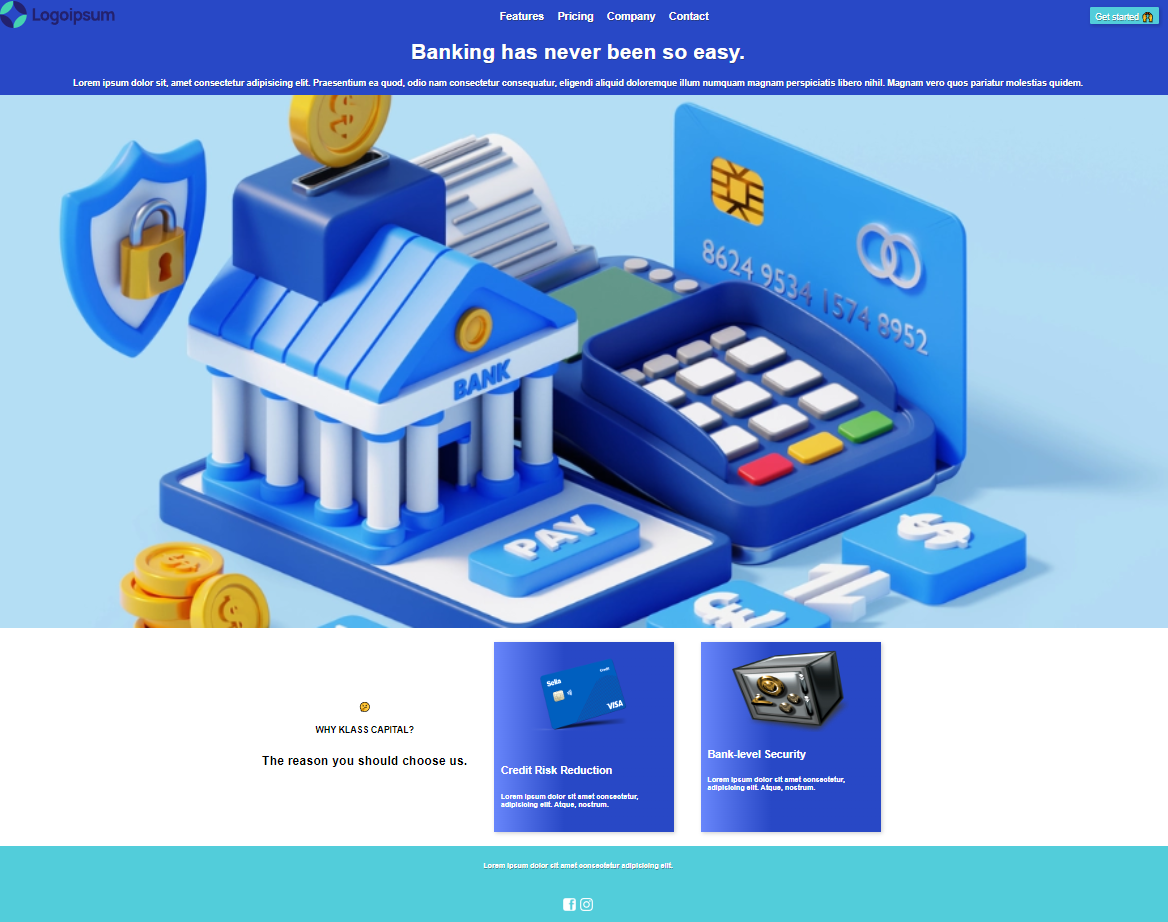 Logoipsum
Features Pricing Company Contact
Get started
Banking has never been so easy.
Lorem ipsum dolor sit, amet consectetur adipisicing elit. Praesentium ea quod, odio nam consectetur consequatur, eligendi aliquid doloremque illum numquam magnam perspiciatis libero nihil. Magnam vero quos pariatur molestias quidem.
8624 9534 1574 8952
BANK
PAY
WHY KLASS CAPITAL?
The reason you should choose us.
Credit
VISA
Credit Risk Reduction
Lorem ipsum dolor sit amet consectetur,
adipisicing elit. Atque, nostrum.
Bank-level Security
Lorem ipsum dolor sit amet consectetur,
adipisicing elit. Atque, nostrum.
Lorem ipsum dolor sit amet consectetur adipisicing elit.